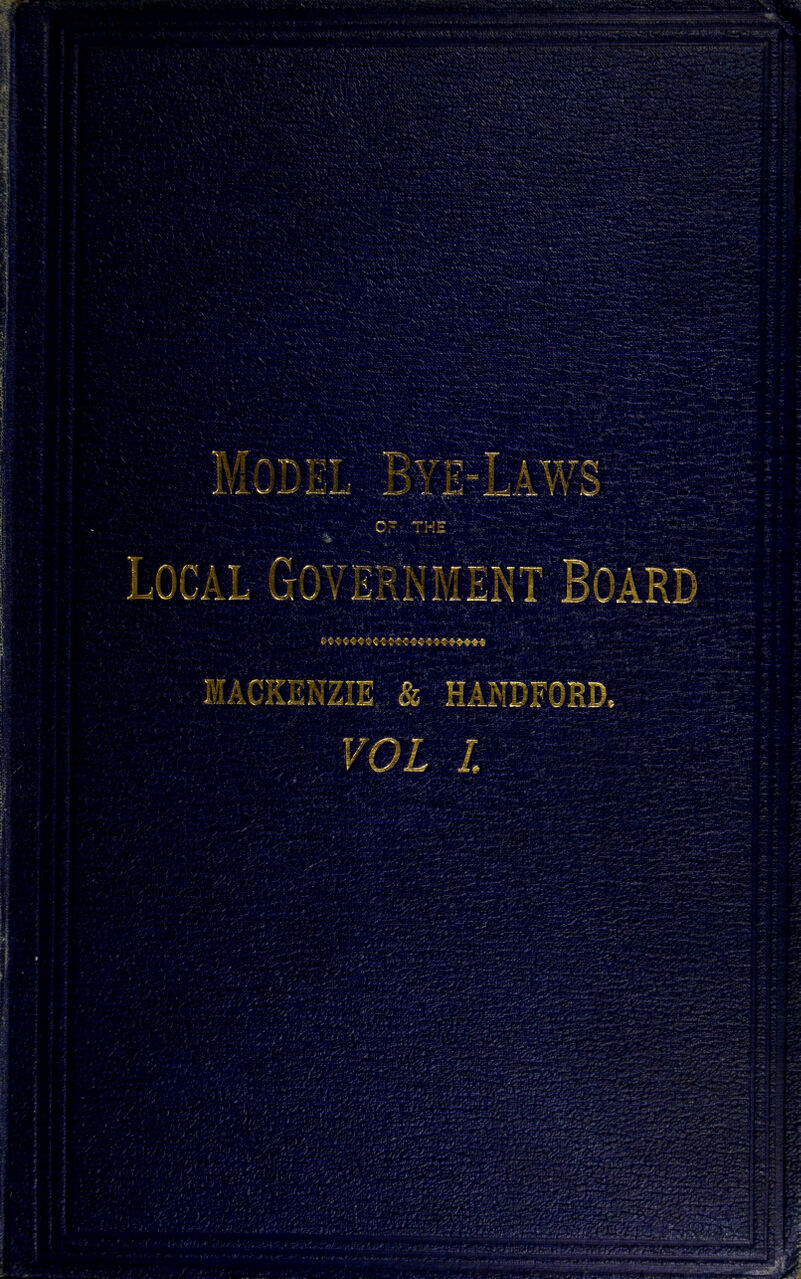 Model Bye-Laws
OF THE
Local Government Board
MACKENZIE & HANDFORD.
VOL I.